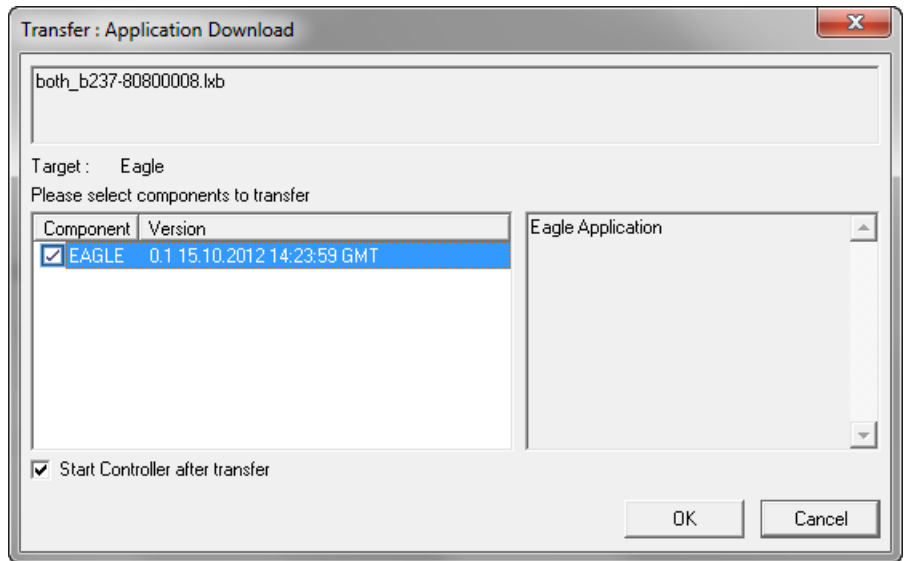 Transfer : Application Download
both_b237-80800008.lxb
Target : Eagle
Please select components to transfer
Component Version
EAGLE 0.1 15.10.2012 14:23:59 GMT
Eagle Application
Start Controller after transfer
OK Cancel